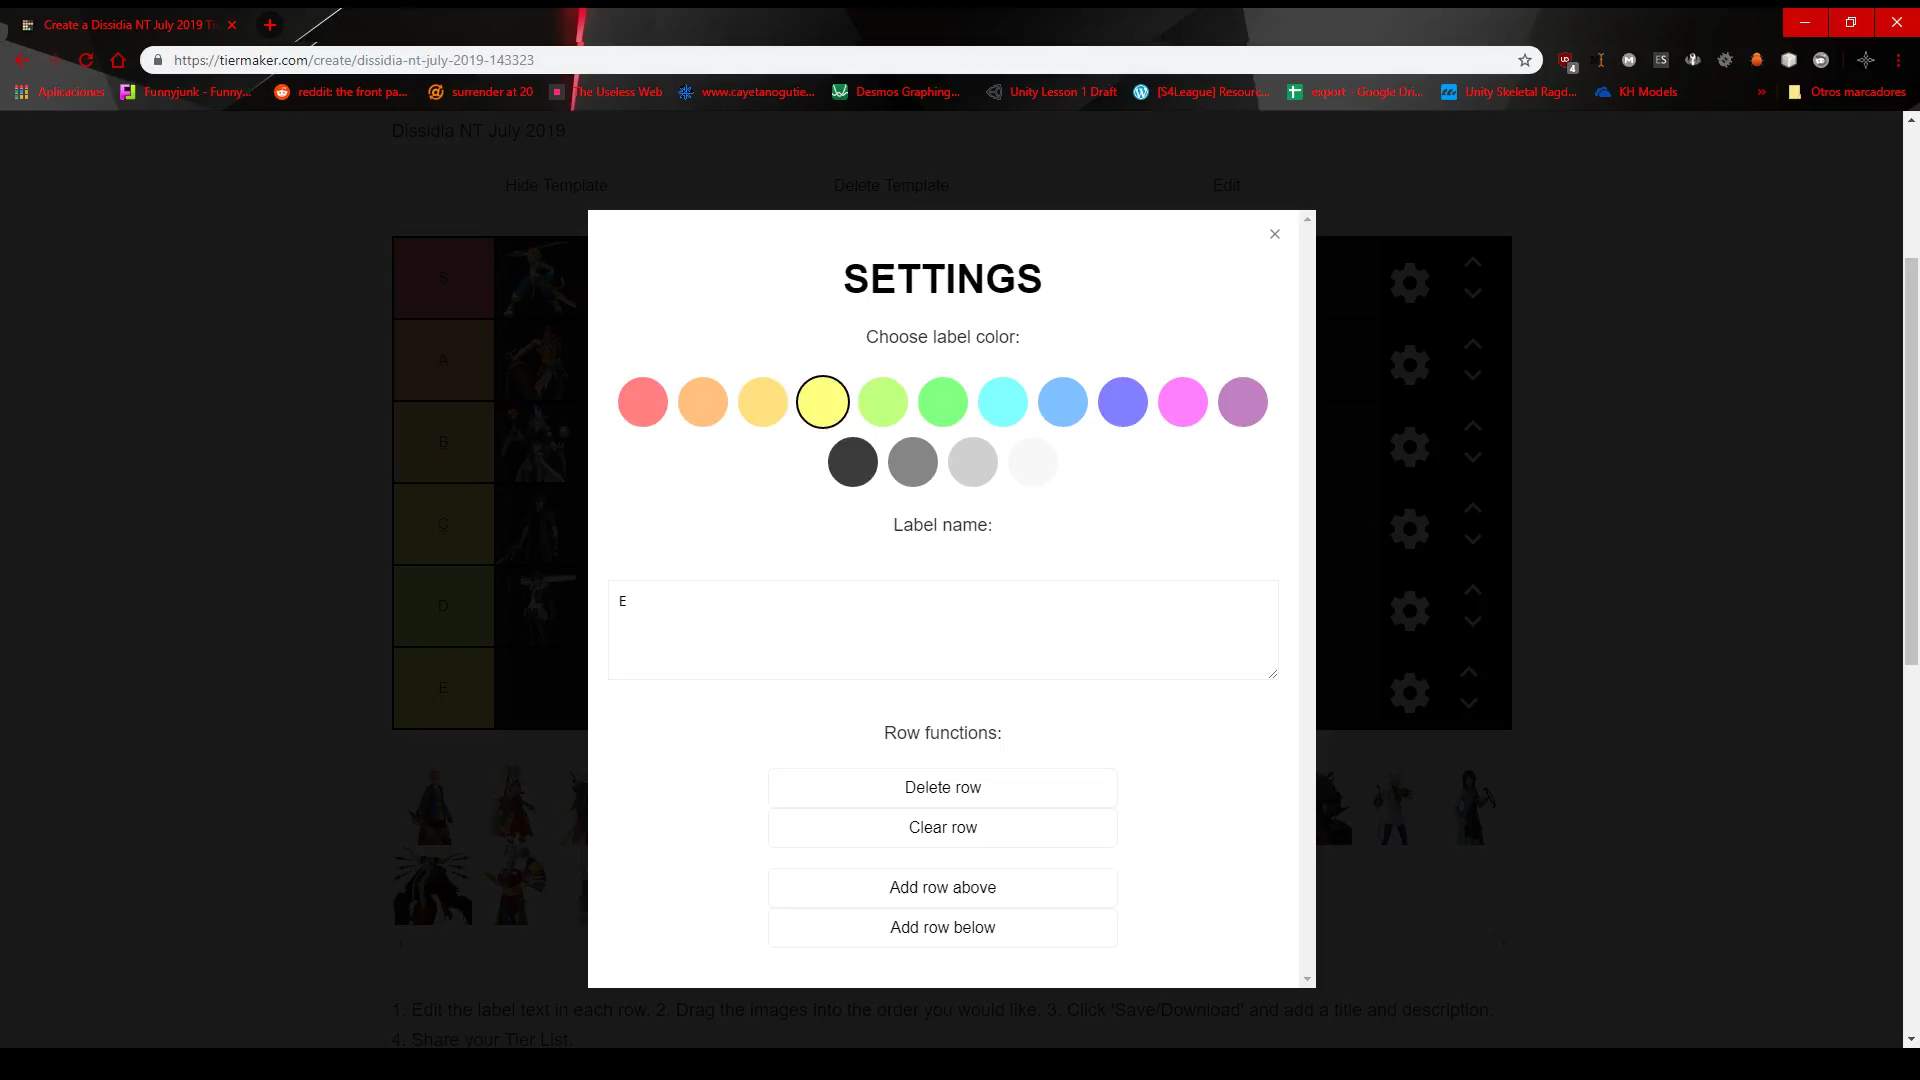 Create a Dissidia NT July 2019 Ti
https://tiermaker.com/create/dissidia-nt-july-2019-143323
4
ES
Aplicaciones
Funnyjunk - Funny...
reddit: the front pa...
surrender at 20
The Useless Web
www.cayetanogutie...
Desmos Graphing...
Unity Lesson 1 Draft
[S4League] Resourc...
export - Google Dri...
Unity Skeletal Ragd...
KH Models
»
Otros marcadores
Dissidia NT July 2019
Hide Template
Delete Template
Edit
S
A
B
C
D
E
SETTINGS
Choose label color:
Label name:
E
Row functions:
Delete row
Clear row
Add row above
Add row below
1. Edit the label text in each row. 2. Drag the images into the order you would like. 3. Click 'Save/Download' and add a title and description.
4. Share your Tier List.